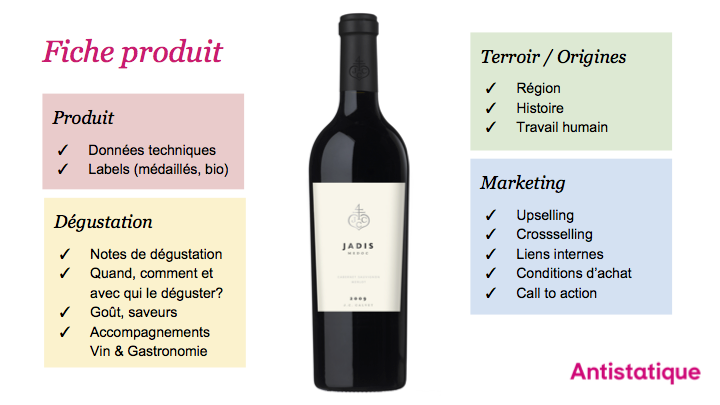 Fiche produit
Produit
✓ Données techniques
✓ Labels (médaillés, bio)
Dégustation
✓ Notes de dégustation
✓ Quand, comment et
avec qui le déguster?
✓ Goût, saveurs
✓ Accompagnements
Vin & Gastronomie
JADIS
MEDOC
2009
Terroir / Origines
✓ Région
✓ Histoire
✓ Travail humain
Marketing
✓ Upselling
✓ Crossselling
✓ Liens internes
✓ Conditions d'achat
✓ Call to action
Antistatique